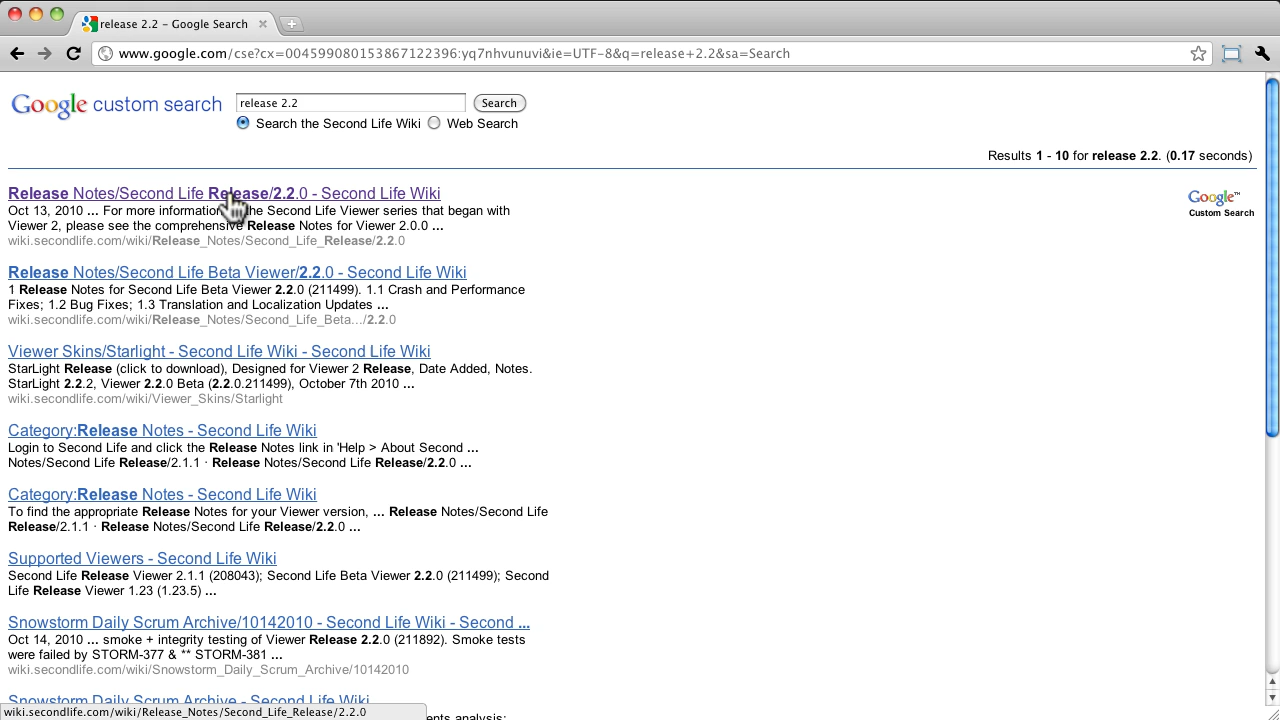 release 2.2 - Google Search
www.google.com/cse?cx=004599080153867122396:yq7nhvunuvi&ie=UTF-8&q=release+2.2&sa=Search
Google custom search
release 2.2
Search
Search the Second Life Wiki
Web Search
Results 1 - 10 for release 2.2. (0.17 seconds)
Release Notes/Second Life Release/2.2.0 - Second Life Wiki
Google™
Custom Search
Oct 13, 2010 ... For more information the Second Life Viewer series that began with
Viewer 2, please see the comprehensive Release Notes for Viewer 2.0.0 ...
wiki.secondlife.com/wiki/Release_Notes/Second_Life_Release/2.2.0
Release Notes/Second Life Beta Viewer/2.2.0 - Second Life Wiki
1 Release Notes for Second Life Beta Viewer 2.2.0 (211499). 1.1 Crash and Performance
Fixes; 1.2 Bug Fixes; 1.3 Translation and Localization Updates ...
wiki.secondlife.com/wiki/Release_Notes/Second_Life_Beta.../2.2.0
Viewer Skins/Starlight - Second Life Wiki - Second Life Wiki
StarLight Release (click to download), Designed for Viewer 2 Release, Date Added, Notes.
StarLight 2.2.2, Viewer 2.2.0 Beta (2.2.0.211499), October 7th 2010 ...
wiki.secondlife.com/wiki/Viewer_Skins/Starlight
Category:Release Notes - Second Life Wiki
Login to Second Life and click the Release Notes link in 'Help > About Second ...
Notes/Second Life Release/2.1.1 · Release Notes/Second Life Release/2.2.0 ...
Category:Release Notes - Second Life Wiki
To find the appropriate Release Notes for your Viewer version, ... Release Notes/Second Life
Release/2.1.1 · Release Notes/Second Life Release/2.2.0 ...
Supported Viewers - Second Life Wiki
Second Life Release Viewer 2.1.1 (208043); Second Life Beta Viewer 2.2.0 (211499); Second
Life Release Viewer 1.23 (1.23.5) ...
Snowstorm Daily Scrum Archive/10142010 - Second Life Wiki - Second ...
Oct 14, 2010 ... smoke + integrity testing of Viewer Release 2.2.0 (211892). Smoke tests
were failed by STORM-377 & ** STORM-381 ...
wiki.secondlife.com/wiki/Snowstorm_Daily_Scrum_Archive/10142010
Snowstorm Daily Scrum Archive - Second Life Wiki
wiki.secondlife.com/wiki/Release_Notes/Second_Life_Release/2.2.0
ents analysis: